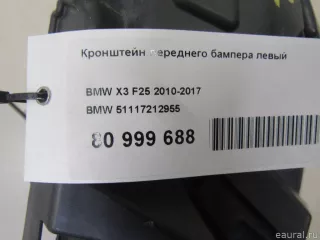 Кронштейн переднего бампера левый
BMW X3 F25 2010-2017
BMW 51117212955
80 999 688
eaural.ru